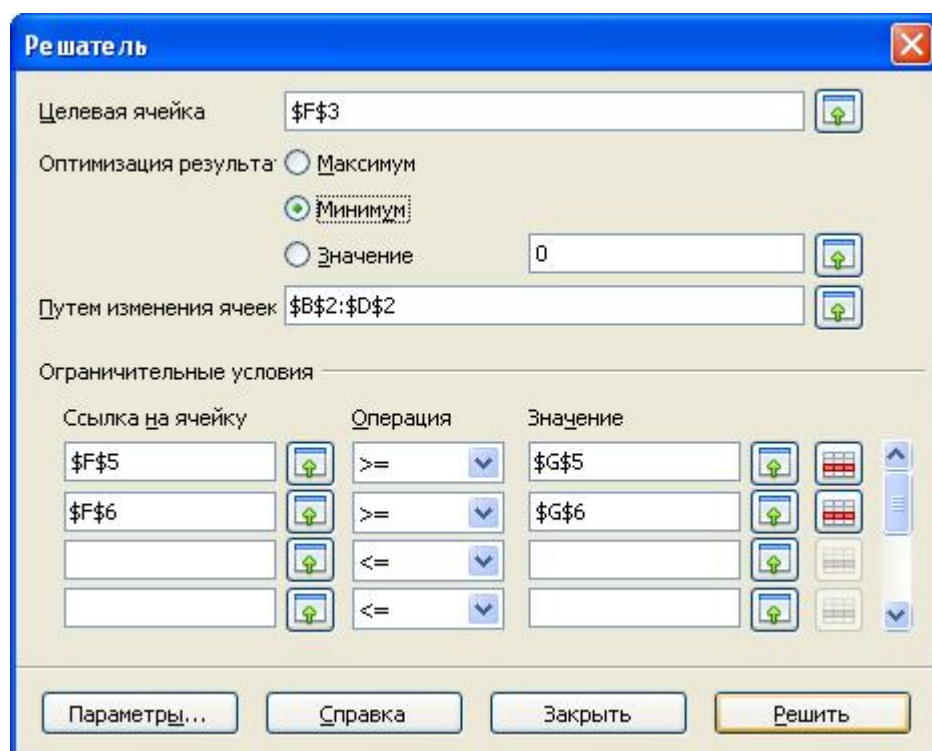 Решатель
Целевая ячейка $F$3
Оптимизация результат Максимум
Минимум
Значение 0
Путем изменения ячеек $B$2:$D$2
Ограничительные условия
Ссылка на ячейку Операция Значение
$F$5 >= $G$5
$F$6 >= $G$6
<=
<=
Параметры... Справка Закрыть Решить